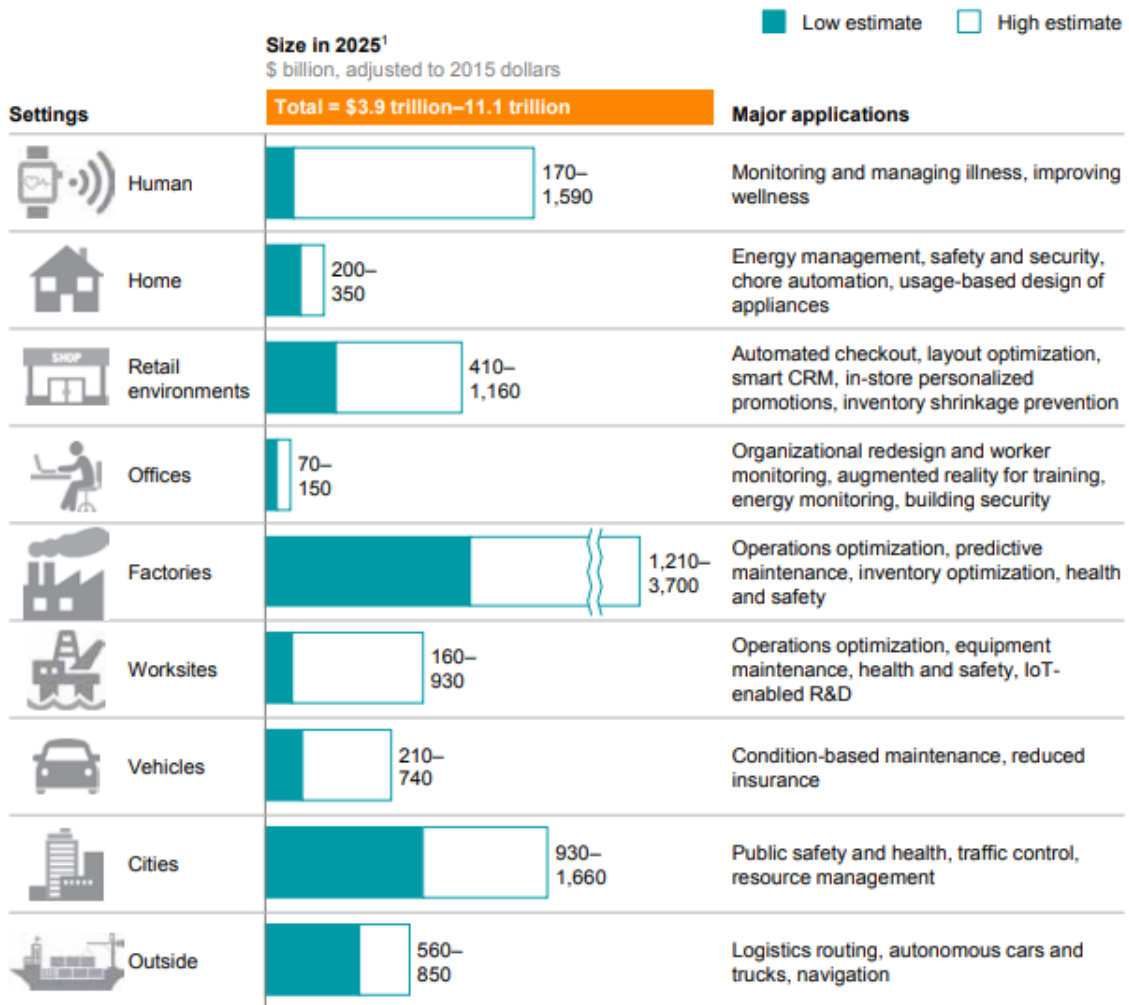 Low estimate
High estimate
Size in 2025¹
$ billion, adjusted to 2015 dollars
Settings
Total = $3.9 trillion–11.1 trillion
Major applications
Human
170–
1,590
Monitoring and managing illness, improving
wellness
Home
200–
350
Energy management, safety and security,
chore automation, usage-based design of
appliances
SHOP
Retail
environments
410–
1,160
Automated checkout, layout optimization,
smart CRM, in-store personalized
promotions, inventory shrinkage prevention
Offices
70–
150
Organizational redesign and worker
monitoring, augmented reality for training,
energy monitoring, building security
Factories
1,210–
3,700
Operations optimization, predictive
maintenance, inventory optimization, health
and safety
Worksites
160–
930
Operations optimization, equipment
maintenance, health and safety, IoT-
enabled R&D
Vehicles
210–
740
Condition-based maintenance, reduced
insurance
Cities
930–
1,660
Public safety and health, traffic control,
resource management
Outside
560–
850
Logistics routing, autonomous cars and
trucks, navigation